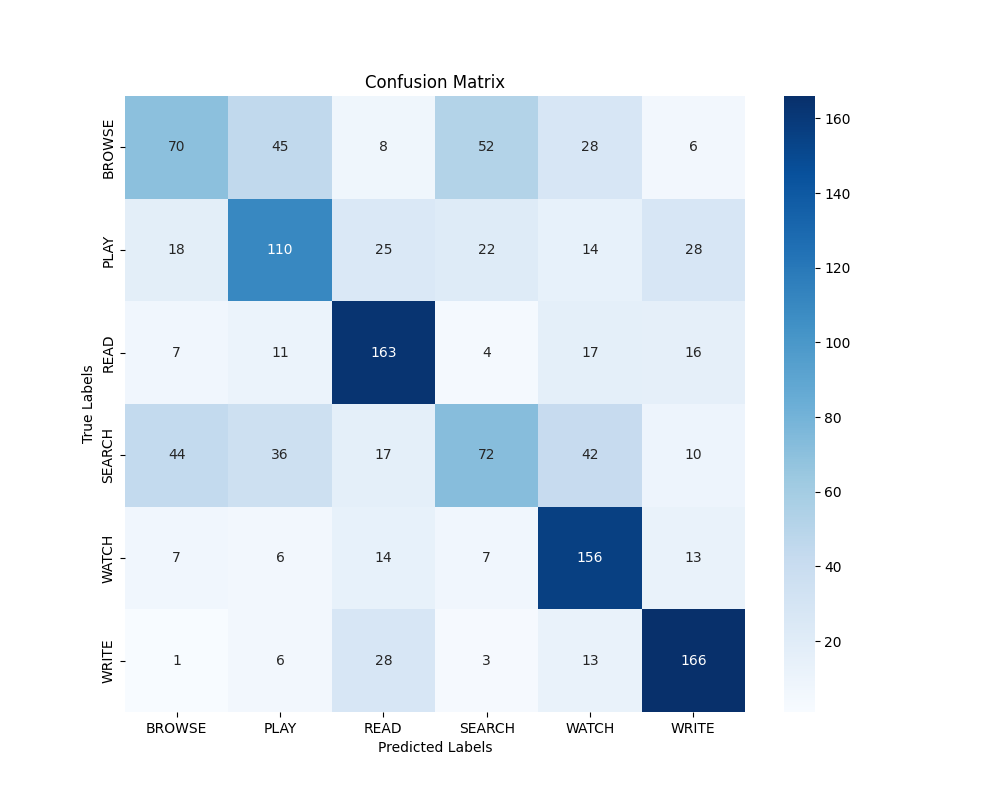 Confusion Matrix
BROWSE 70 45 8 52 28 6
PLAY 18 110 25 22 14 28
READ 7 11 163 4 17 16
SEARCH 44 36 17 72 42 10
WATCH 7 6 14 7 156 13
WRITE 1 6 28 3 13 166
True Labels
BROWSE PLAY READ SEARCH WATCH WRITE
Predicted Labels
160
140
120
100
80
60
40
20